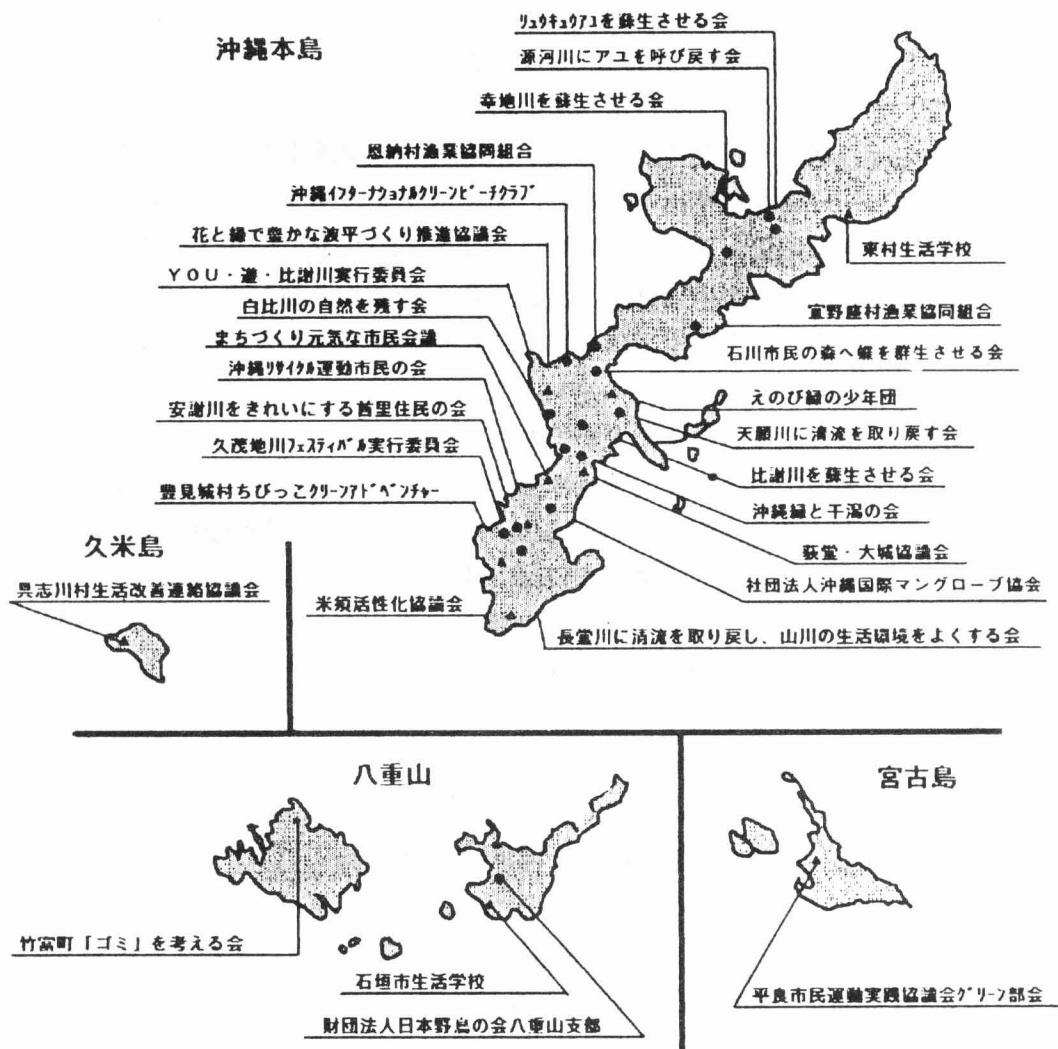 沖縄本島
リュウキュウアユを蘇生させる会
源河川にアユを呼び戻す会
幸地川を蘇生させる会
恩納村漁業協同組合
沖縄インターナショナルクリーンビーチクラブ
花と緑で豊かな波平づくり推進協議会
YOU・遊・比謝川実行委員会
白比川の自然を残す会
まちづくり元気な市民会議
沖縄リサイクル運動市民の会
安謝川をきれいにする首里住民の会
久茂地川フェスティバル実行委員会
豊見城村ちびっこクリーンアドベンチャー
東村生活学校
宜野座村漁業協同組合
石川市民の森へ蝶を群生させる会
えのび緑の少年団
天願川に清流を取り戻す会
比謝川を蘇生させる会
沖縄緑と干潟の会
荻堂・大城協議会
社団法人沖縄国際マングローブ協会
米須活性化協議会
長堂川に清流を取り戻し、山川の生活環境をよくする会
久米島
具志川村生活改善連絡協議会
八重山
竹富町「ゴミ」を考える会
石垣市生活学校
財団法人日本野鳥の会八重山支部
宮古島
平良市民運動実践協議会グリーン部会